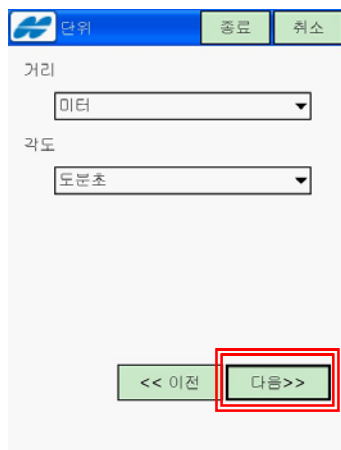 단위 종료 취소
거리
미터
각도
도분초
<< 이전 다음>>